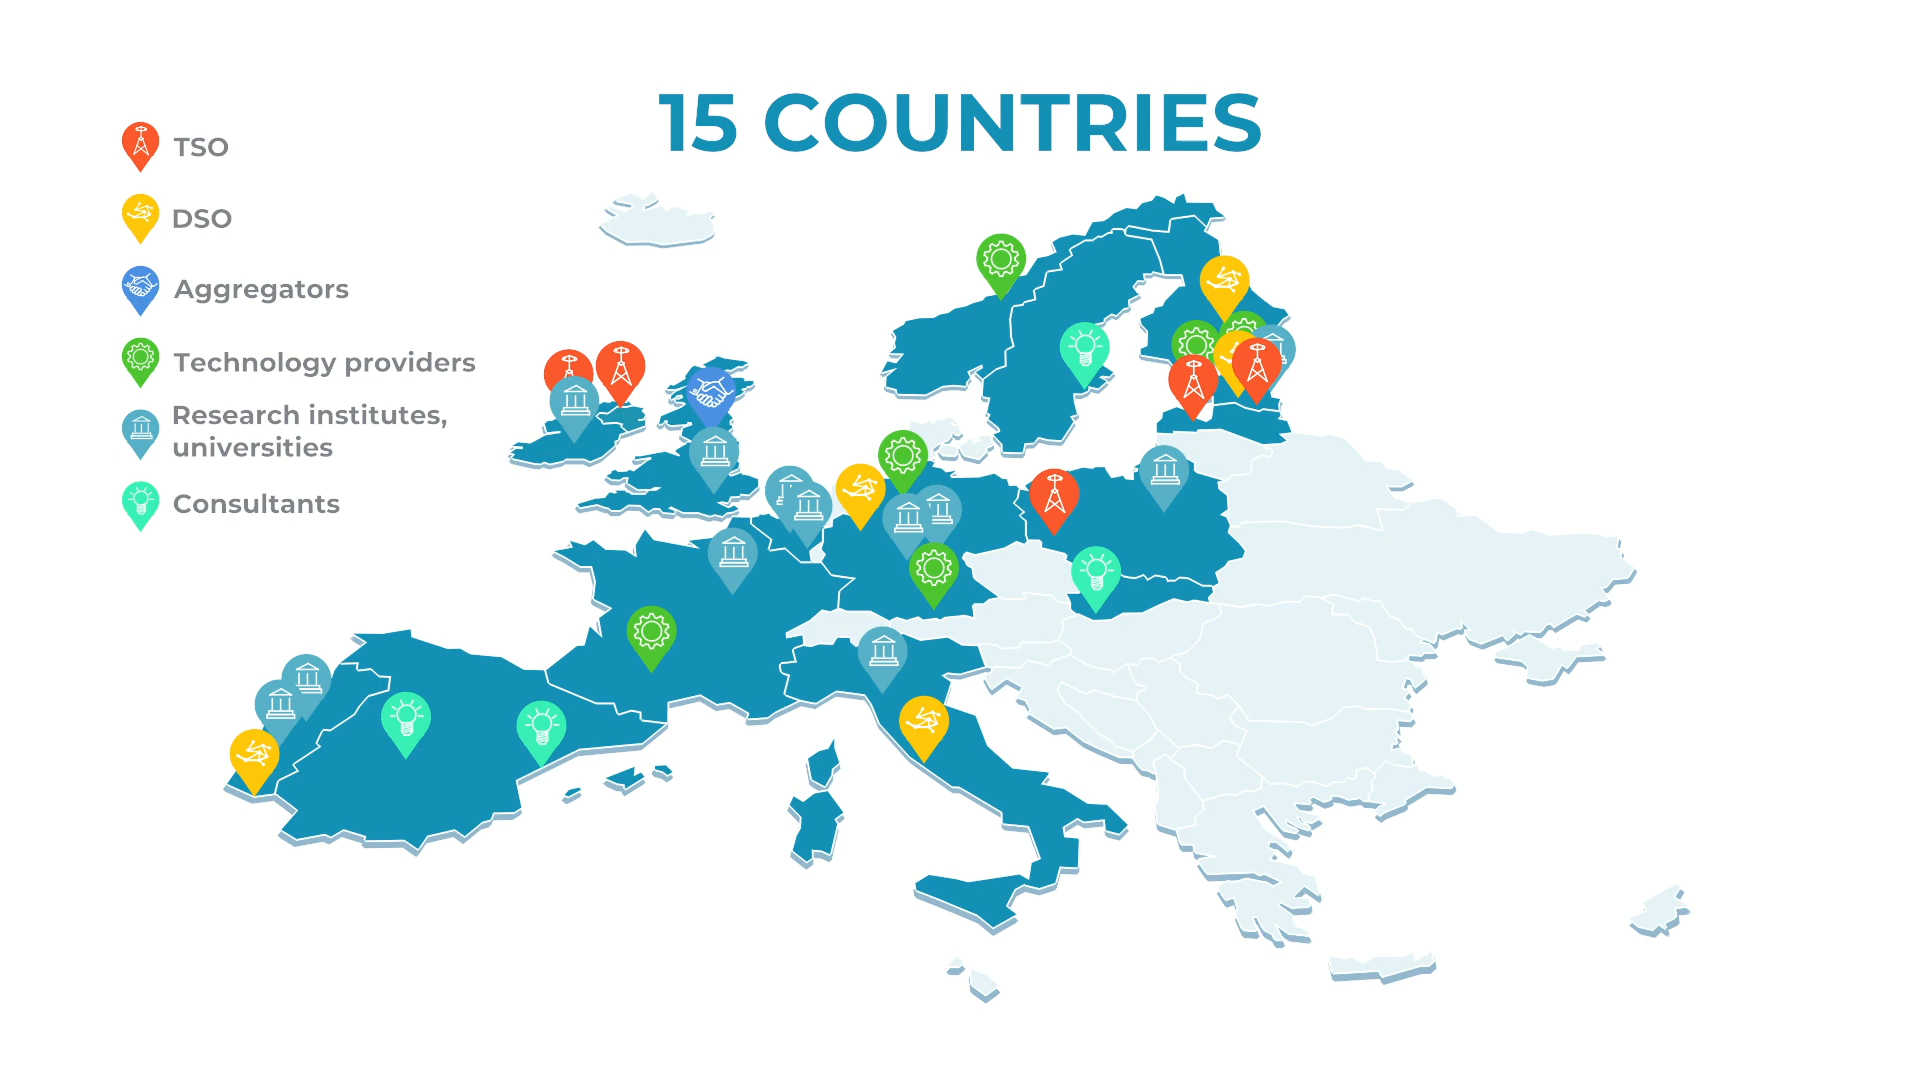 15 COUNTRIES
TSO
DSO
Aggregators
Technology providers
Research institutes,
universities
Consultants